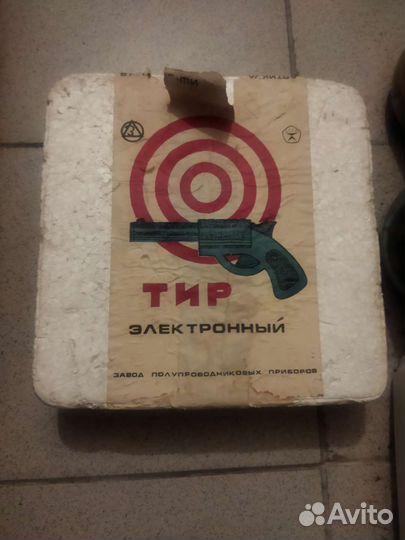 ТИР
ЭЛЕКТРОННЫЙ
ЗАВОД ПОЛУПРОВОДНИКОВЫХ ПРИБОРОВ
Avito